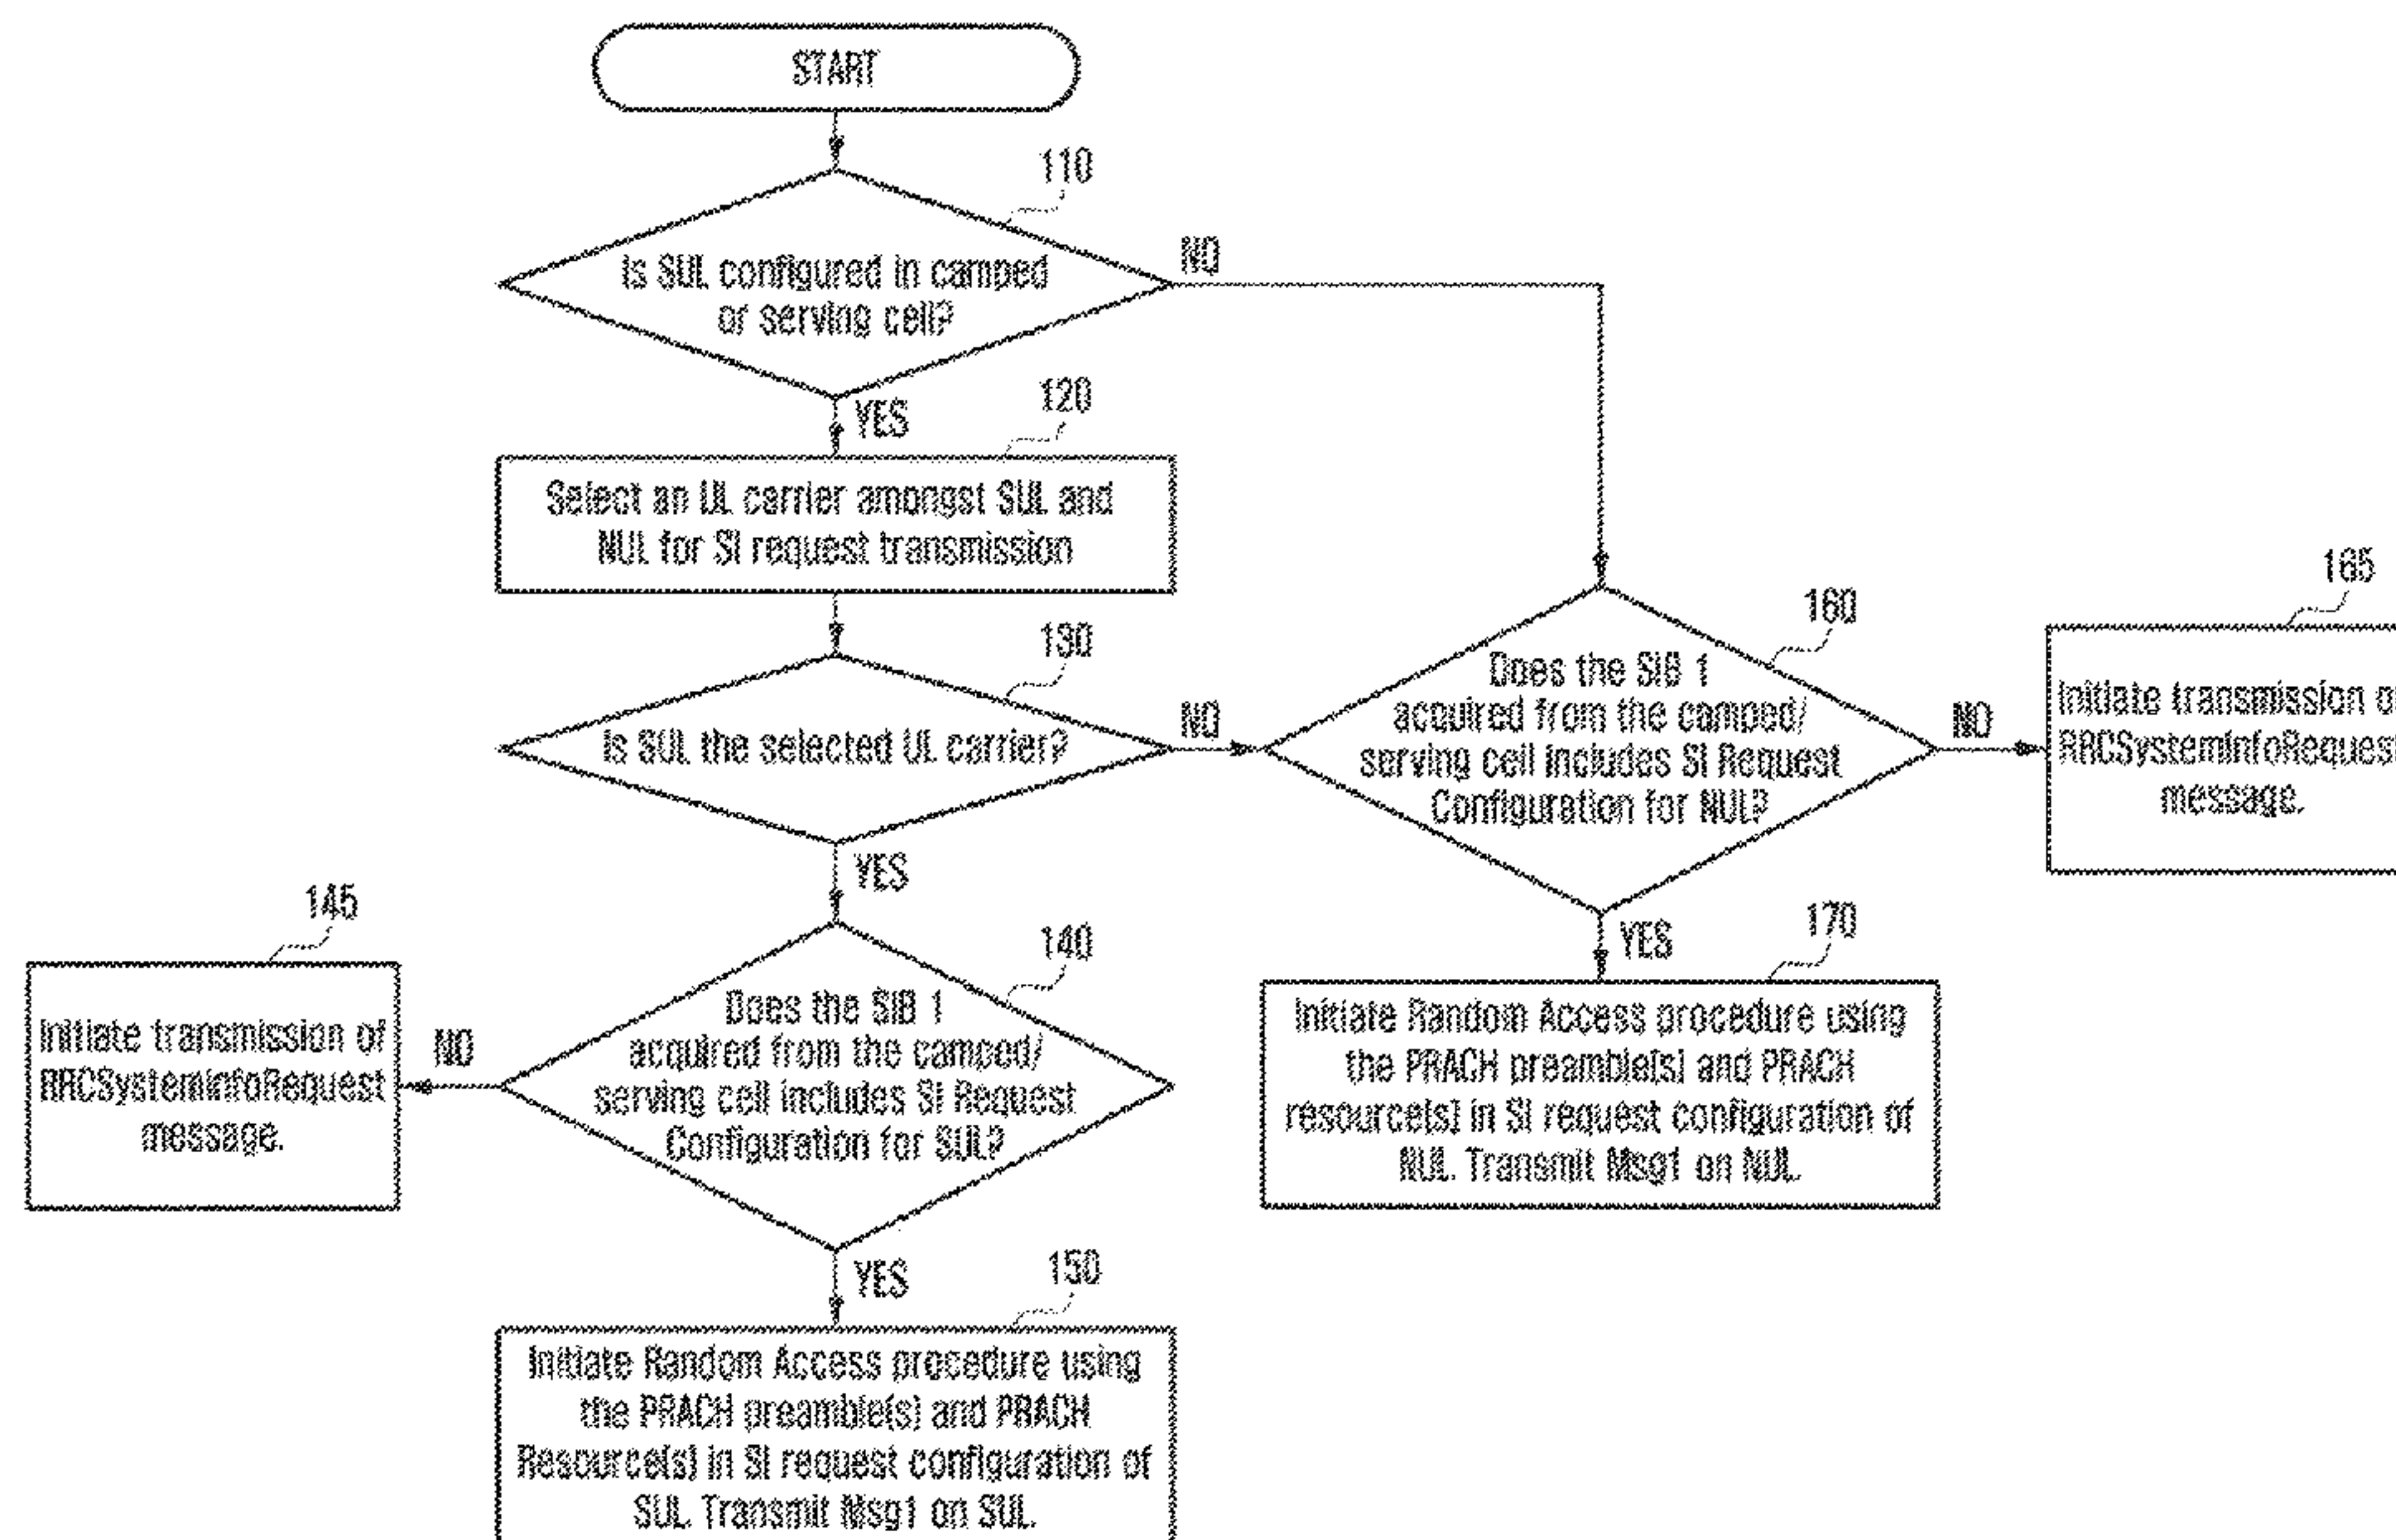 START
110
Is SUL configured in camped
or serving cell?
NO
YES
120
Select an UL carrier amongst SUL and
NUL for SI request transmission
130
Is SUL the selected UL carrier?
NO
YES
160
Does the SIB 1
acquired from the camped/
serving cell includes SI Request
Configuration for NUL?
NO
165
Initiate transmission of
RRCSystemInfoRequest
message.
YES
170
Initiate Random Access procedure using
the PRACH preamble(s) and PRACH
resource(s) in SI request configuration of
NUL. Transmit Msg1 on NUL.
140
Does the SIB 1
acquired from the camped/
serving cell includes SI Request
Configuration for SUL?
NO
145
Initiate transmission of
RRCSystemInfoRequest
message.
YES
150
Initiate Random Access procedure using
the PRACH preamble(s) and PRACH
Resource(s) in SI request configuration of
SUL. Transmit Msg1 on SUL.